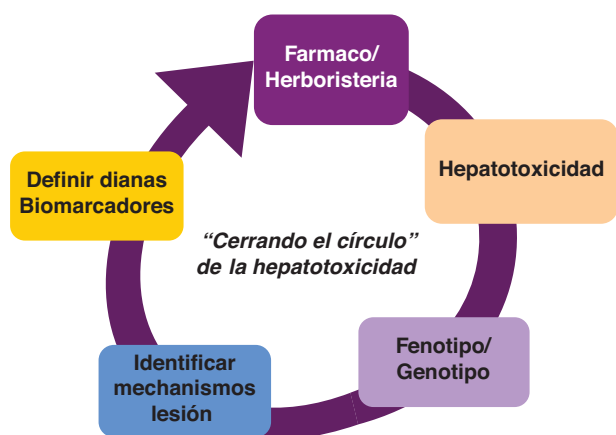 Farmaco/
Herboristeria
Hepatotoxicidad
Fenotipo/
Genotipo
Identificar
mechanismos
lesión
Definir dianas
Biomarcadores
“Cerrando el círculo”
de la hepatotoxicidad